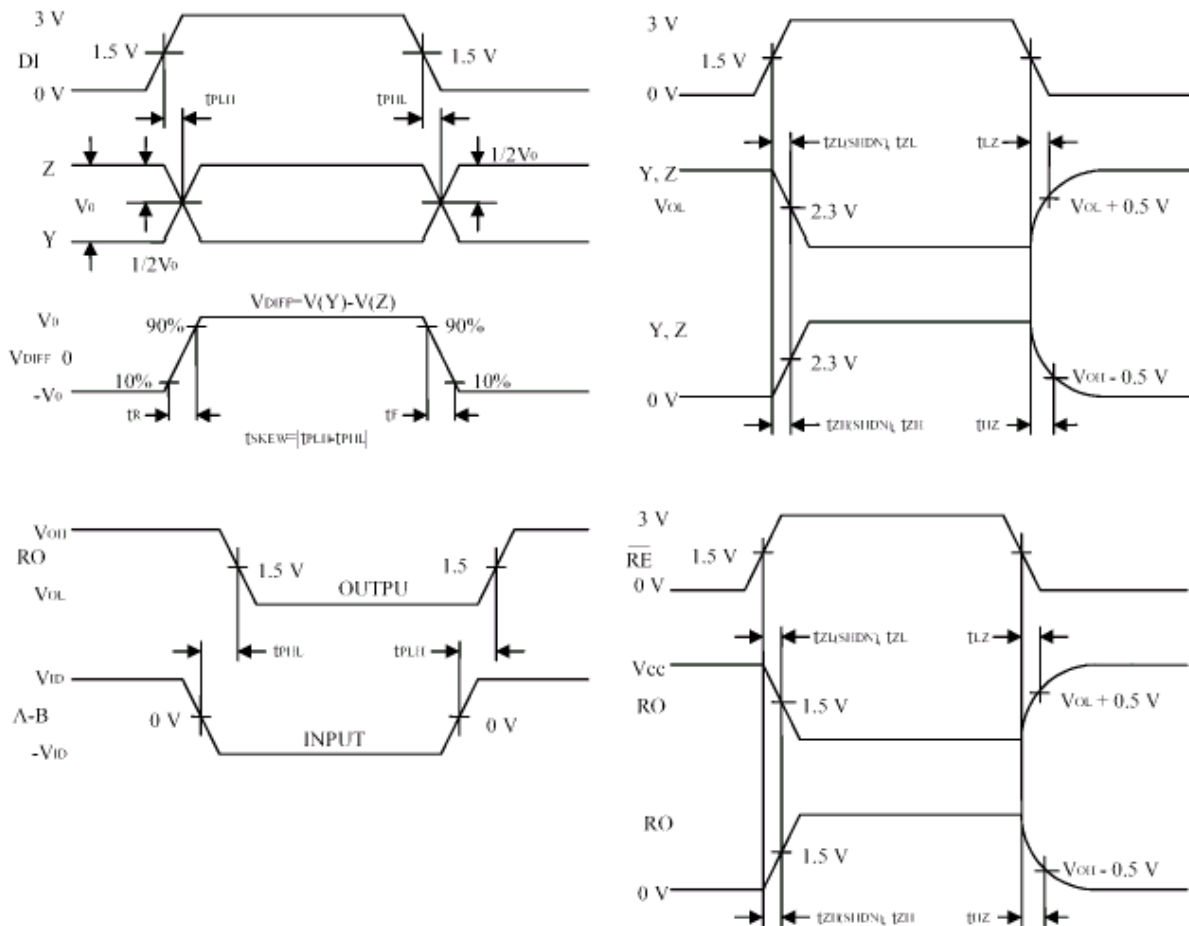 3 V
DI
1.5 V
1.5 V
0 V
tPLH
tPHL
Z
1/2V0
V0
Y
1/2V0
VDIFF=V(Y)-V(Z)
V0
90%
90%
VDIFF 0
10%
10%
-V0
tR
tF
tSKEW=|tPLH-tPHL|
3 V
1.5 V
0 V
tZL(SHDN), tZL
tLZ
Y, Z
VOL
2.3 V
VOL + 0.5 V
Y, Z
2.3 V
VOH - 0.5 V
0 V
tZH(SHDN), tZH
tHZ
VOH
RO
1.5 V
1.5
VOL
OUTPU
tPHL
tPLH
VID
A-B
0 V
0 V
-VID
INPUT
3 V
RE
1.5 V
0 V
tZL(SHDN), tZL
tLZ
Vcc
RO
1.5 V
VOL + 0.5 V
RO
1.5 V
VOH - 0.5 V
0 V
tZH(SHDN), tZH
tHZ